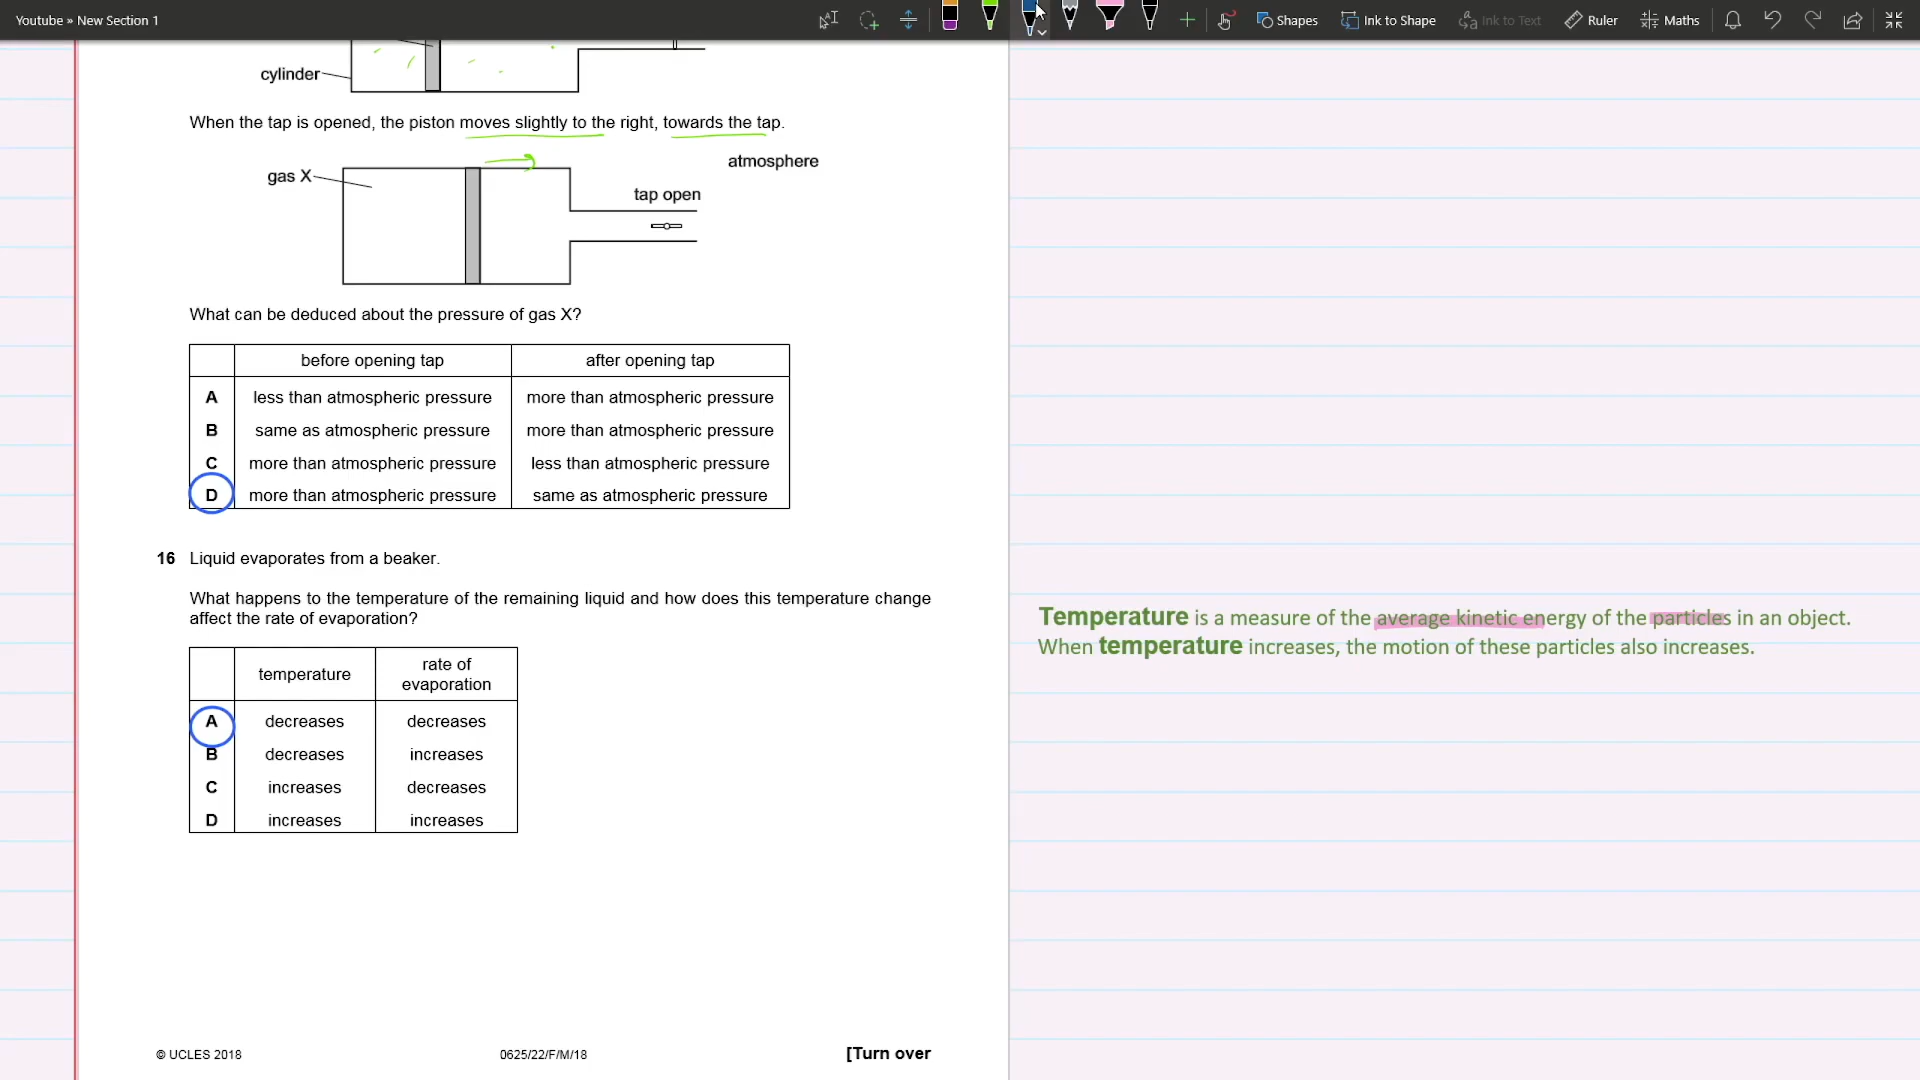 Youtube » New Section 1
Shapes
Ink to Shape
Ink to Text
Ruler
Maths
cylinder
When the tap is opened, the piston moves slightly to the right, towards the tap.
atmosphere
gas X
tap open
What can be deduced about the pressure of gas X?
before opening tap after opening tap
A less than atmospheric pressure more than atmospheric pressure
B same as atmospheric pressure more than atmospheric pressure
C more than atmospheric pressure less than atmospheric pressure
D more than atmospheric pressure same as atmospheric pressure
16 Liquid evaporates from a beaker.
What happens to the temperature of the remaining liquid and how does this temperature change
affect the rate of evaporation?
temperature rate of
evaporation
A decreases decreases
B decreases increases
C increases decreases
D increases increases
Temperature is a measure of the average kinetic energy of the particles in an object.
When temperature increases, the motion of these particles also increases.
© UCLES 2018 0625/22/F/M/18 [Turn over